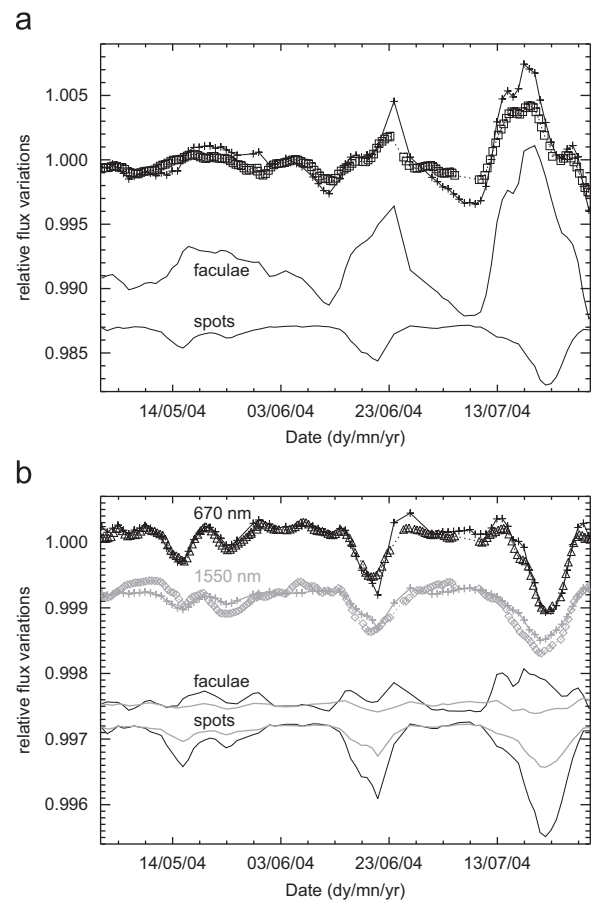 a
relative flux variations
1.005
1.000
0.995
0.990
0.985
faculae
spots
14/05/04 03/06/04 23/06/04 13/07/04
Date (dy/mn/yr)
b
relative flux variations
1.000
0.999
0.998
0.997
0.996
670 nm
1550 nm
faculae
spots
14/05/04 03/06/04 23/06/04 13/07/04
Date (dy/mn/yr)